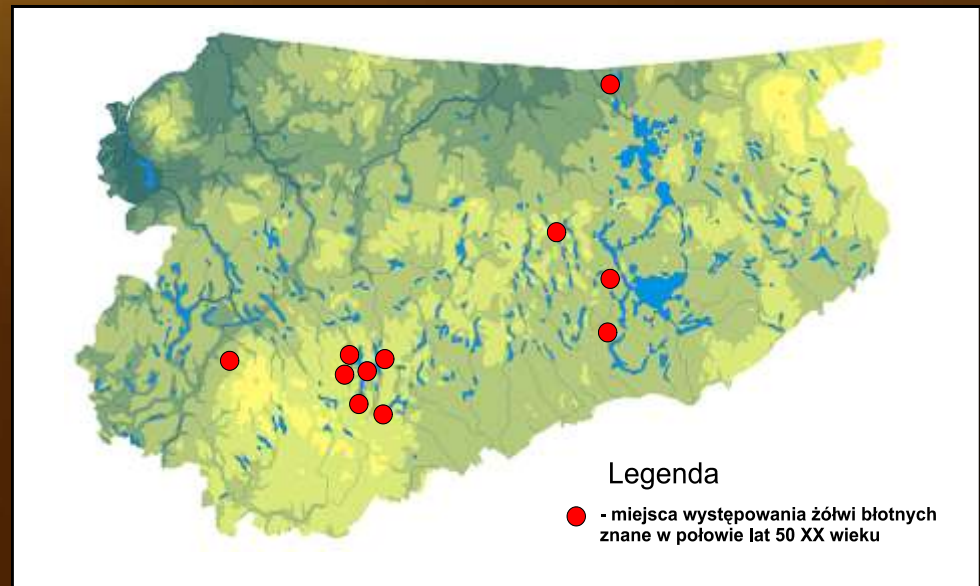 Legenda
- miejsca występowania żółwi błotnych
znane w połowie lat 50 XX wieku